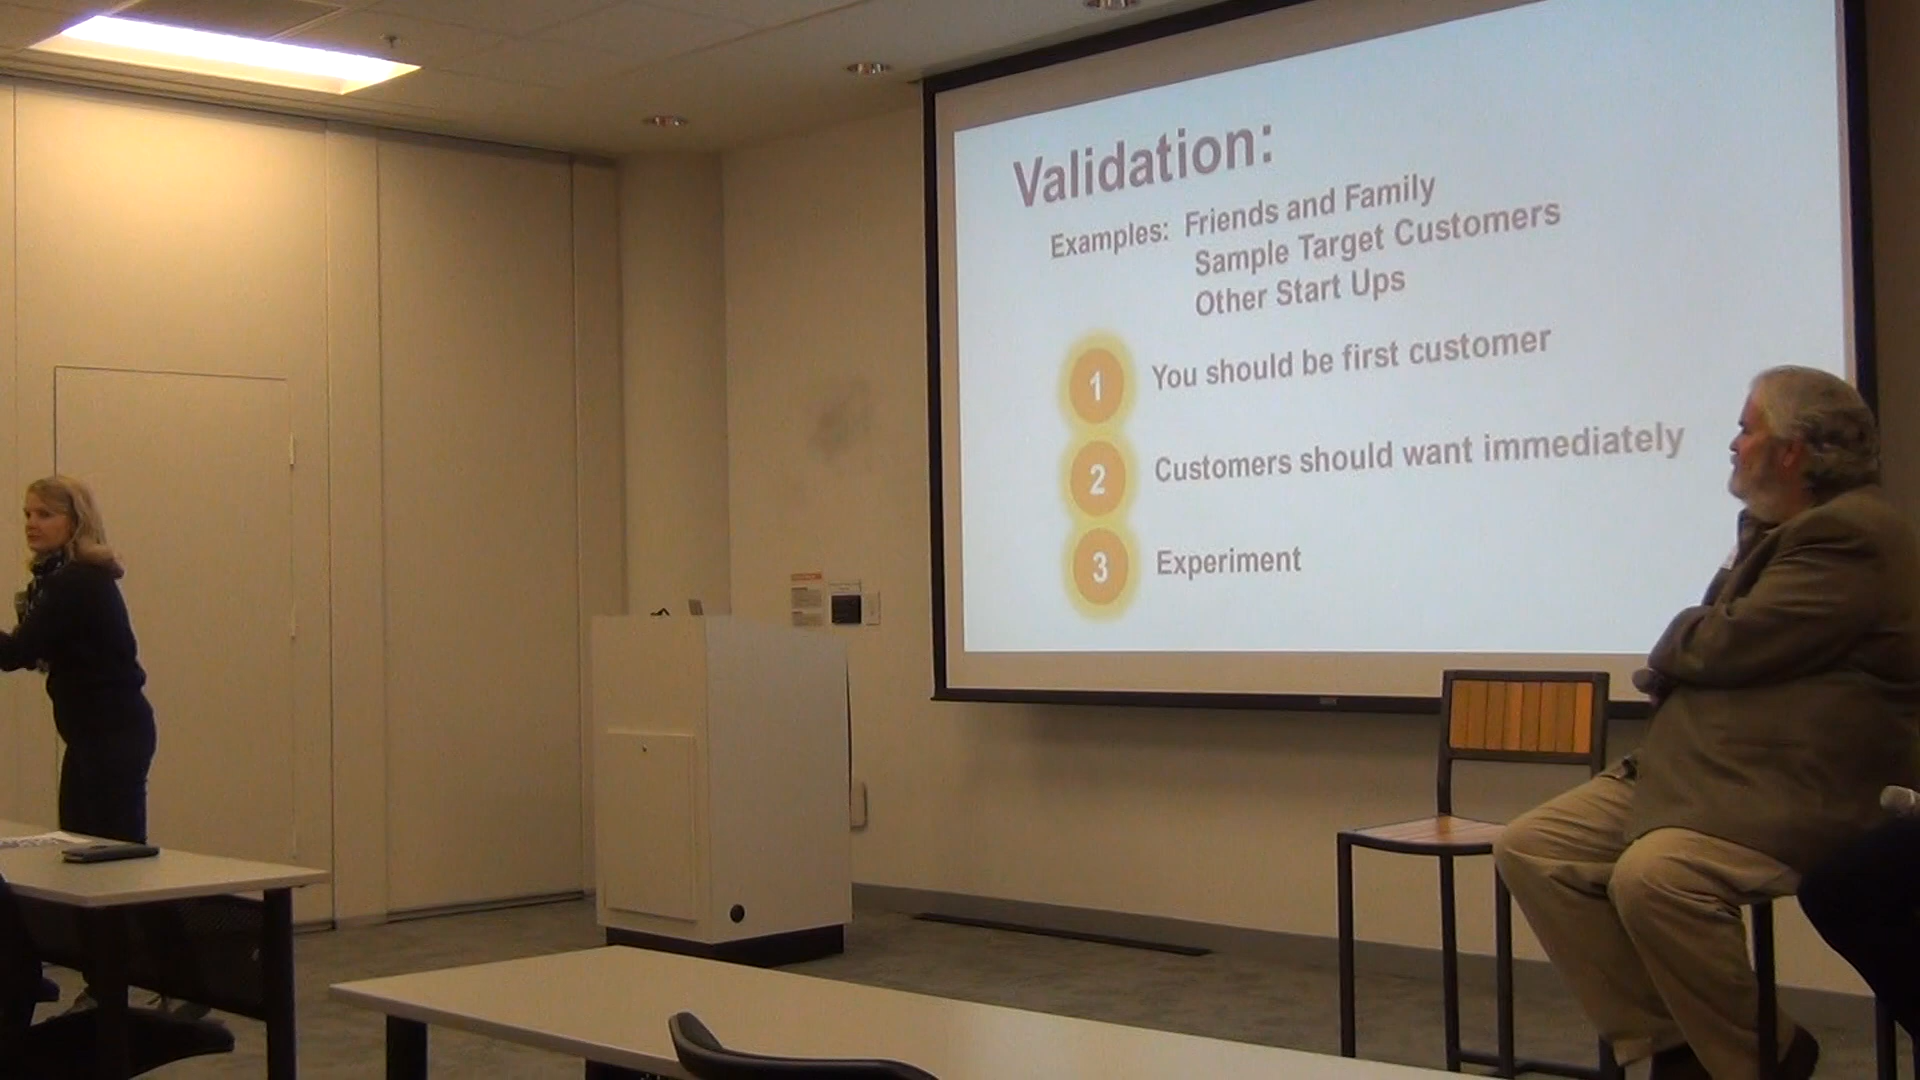 Validation:
Examples: Friends and Family
Sample Target Customers
Other Start Ups
1 You should be first customer
2 Customers should want immediately
3 Experiment